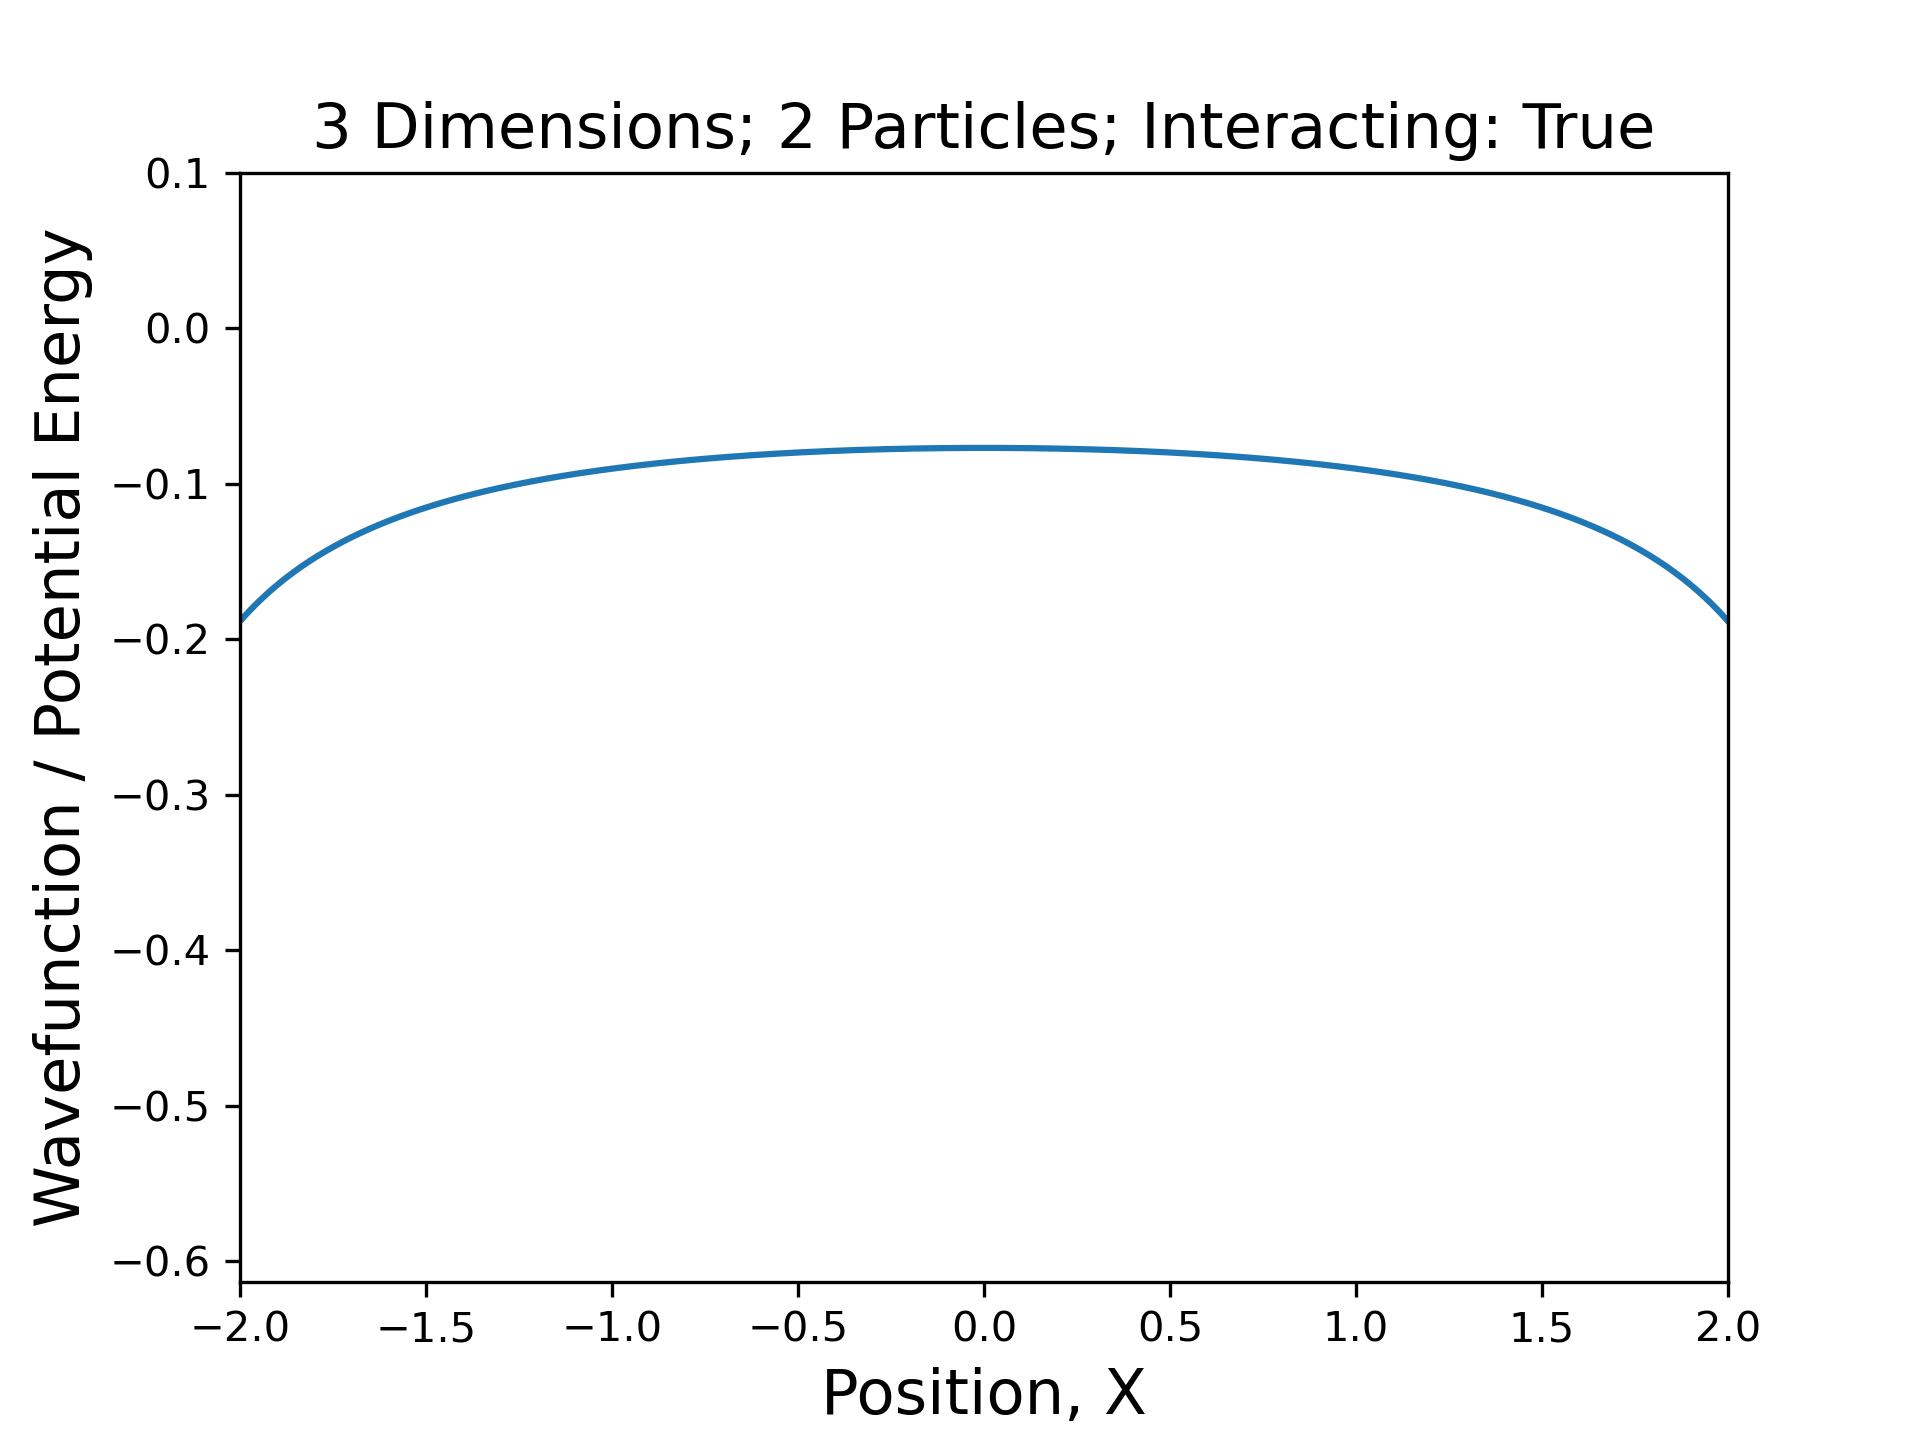 3 Dimensions; 2 Particles; Interacting: True
Wavefunction / Potential Energy
0.1
0.0
−0.1
−0.2
−0.3
−0.4
−0.5
−0.6
−2.0 −1.5 −1.0 −0.5 0.0 0.5 1.0 1.5 2.0
Position, X